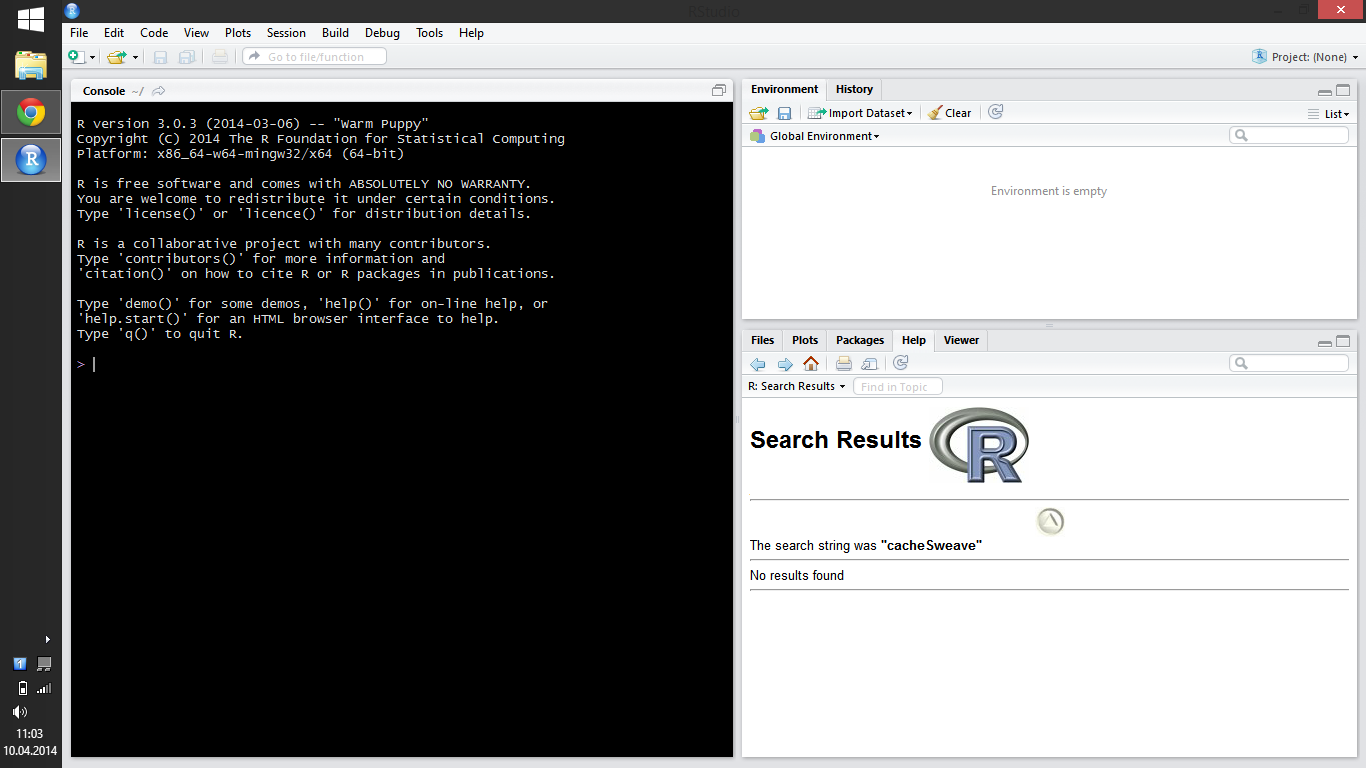 RStudio
File Edit Code View Plots Session Build Debug Tools Help
Go to file/function
Project: (None)
Console ~/
R version 3.0.3 (2014-03-06) -- "Warm Puppy"
Copyright (C) 2014 The R Foundation for Statistical Computing
Platform: x86_64-w64-mingw32/x64 (64-bit)
R is free software and comes with ABSOLUTELY NO WARRANTY.
You are welcome to redistribute it under certain conditions.
Type 'license()' or 'licence()' for distribution details.
R is a collaborative project with many contributors.
Type 'contributors()' for more information and
'citation()' on how to cite R or R packages in publications.
Type 'demo()' for some demos, 'help()' for on-line help, or
'help.start()' for an HTML browser interface to help.
Type 'q()' to quit R.
>
Environment History
Import Dataset Clear List
Global Environment
Environment is empty
Files Plots Packages Help Viewer
R: Search Results Find in Topic
Search Results R
The search string was "cacheSweave"
No results found
11:03
10.04.2014